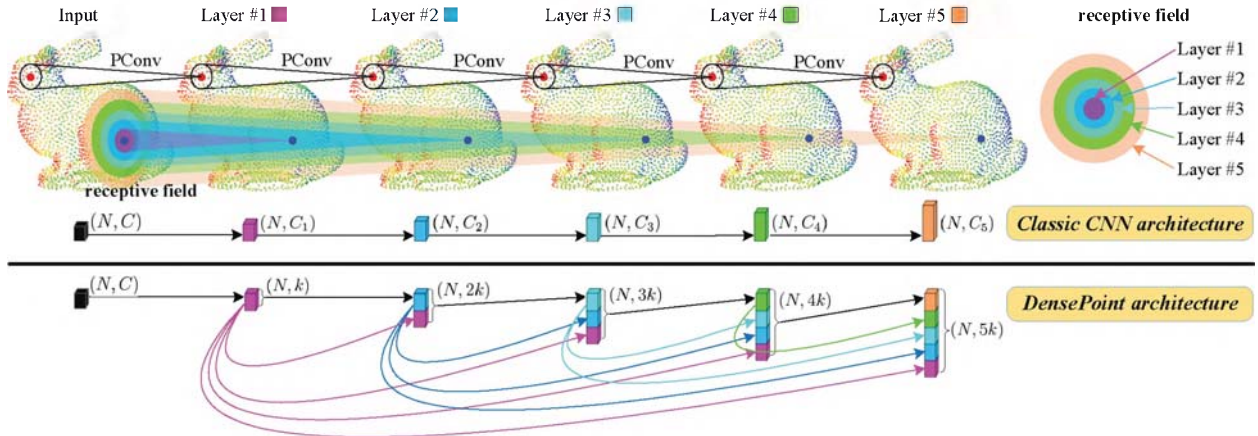 Input Layer #1 Layer #2 Layer #3 Layer #4 Layer #5 receptive field
PConv PConv PConv PConv PConv
Layer #1
Layer #2
Layer #3
Layer #4
Layer #5
receptive field
(N, C) (N, C₁) (N, C₂) (N, C₃) (N, C₄) (N, C₅) Classic CNN architecture
(N, C) (N, k) (N, 2k) (N, 3k) (N, 4k) DensePoint architecture
(N, 5k)